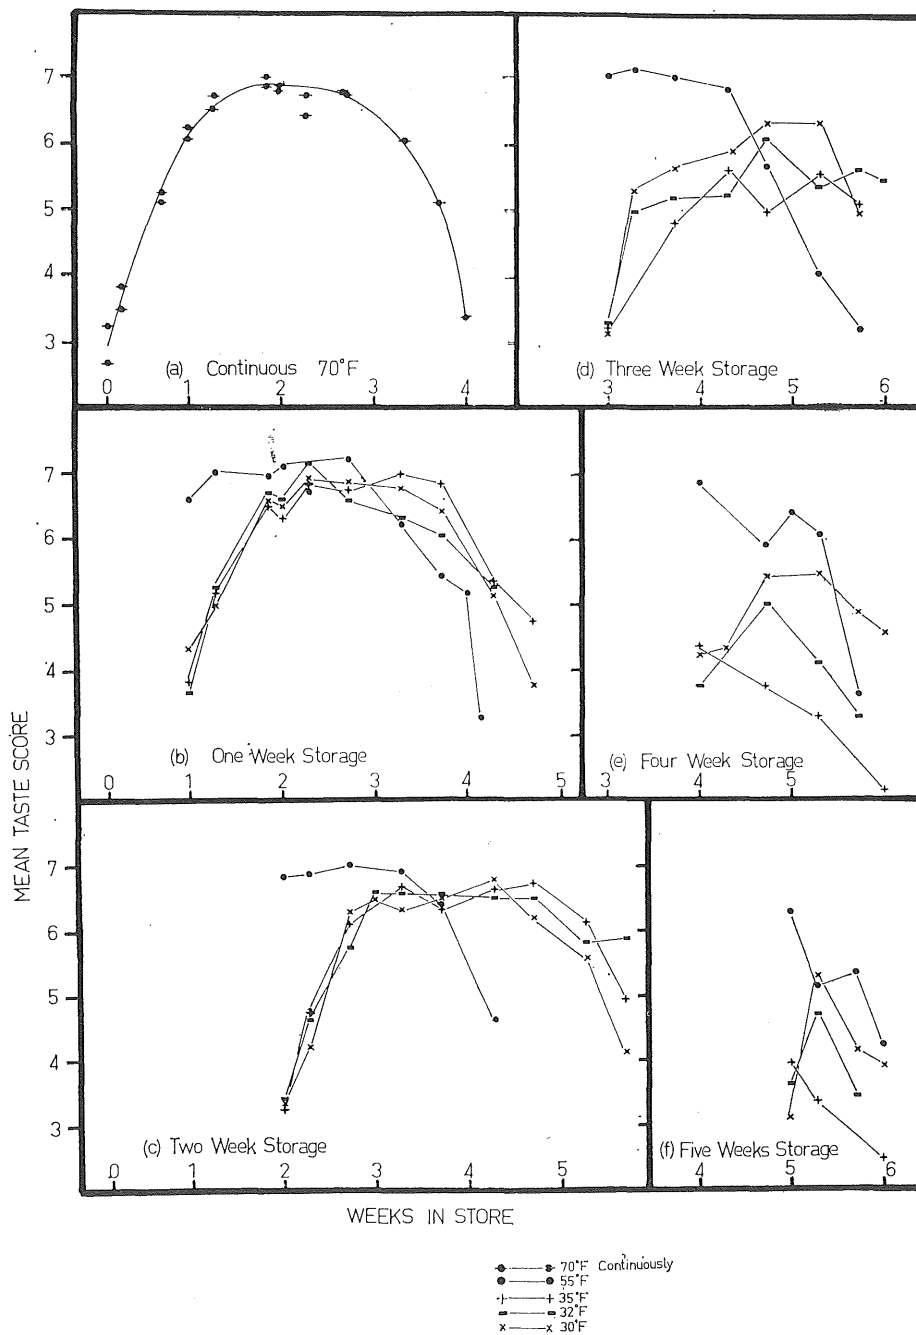 7
6
5
4
3
(a) Continuous 70°F
0 1 2 3 4
(d) Three Week Storage
3 4 5 6
7
6
5
4
3
(b) One Week Storage
0 1 2 3 4 5
(e) Four Week Storage
3 4 5
7
6
5
4
3
(c) Two Week Storage
0 0 2 3 4 5
(f) Five Weeks Storage
4 5 6
MEAN TASTE SCORE
WEEKS IN STORE
70°F Continuously
55°F
35°F
32°F
30°F